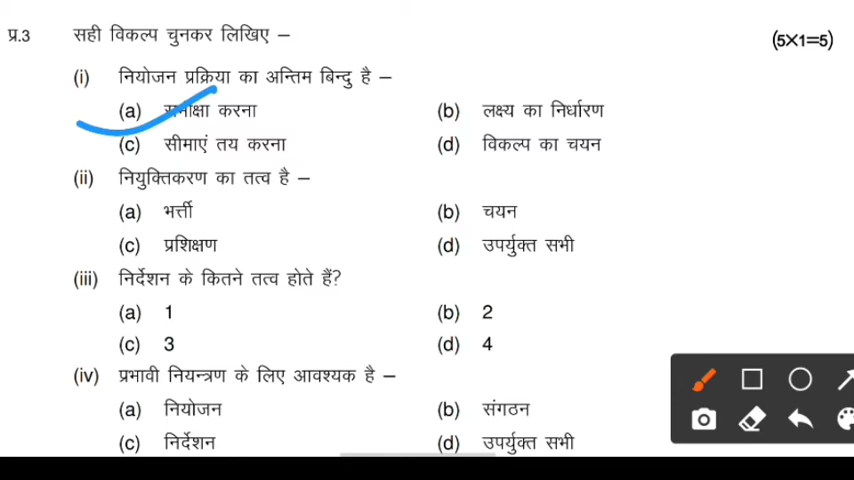 प्र.3 सही विकल्प चुनकर लिखिए – (5X1=5)
(i) नियोजन प्रक्रिया का अन्तिम बिन्दु है –
(a) समीक्षा करना (b) लक्ष्य का निर्धारण
(c) सीमाएं तय करना (d) विकल्प का चयन
(ii) नियुक्तिकरण का तत्व है –
(a) भर्त्ती (b) चयन
(c) प्रशिक्षण (d) उपर्युक्त सभी
(iii) निर्देशन के कितने तत्व होते हैं?
(a) 1 (b) 2
(c) 3 (d) 4
(iv) प्रभावी नियन्त्रण के लिए आवश्यक है –
(a) नियोजन (b) संगठन
(c) निर्देशन (d) उपर्युक्त सभी